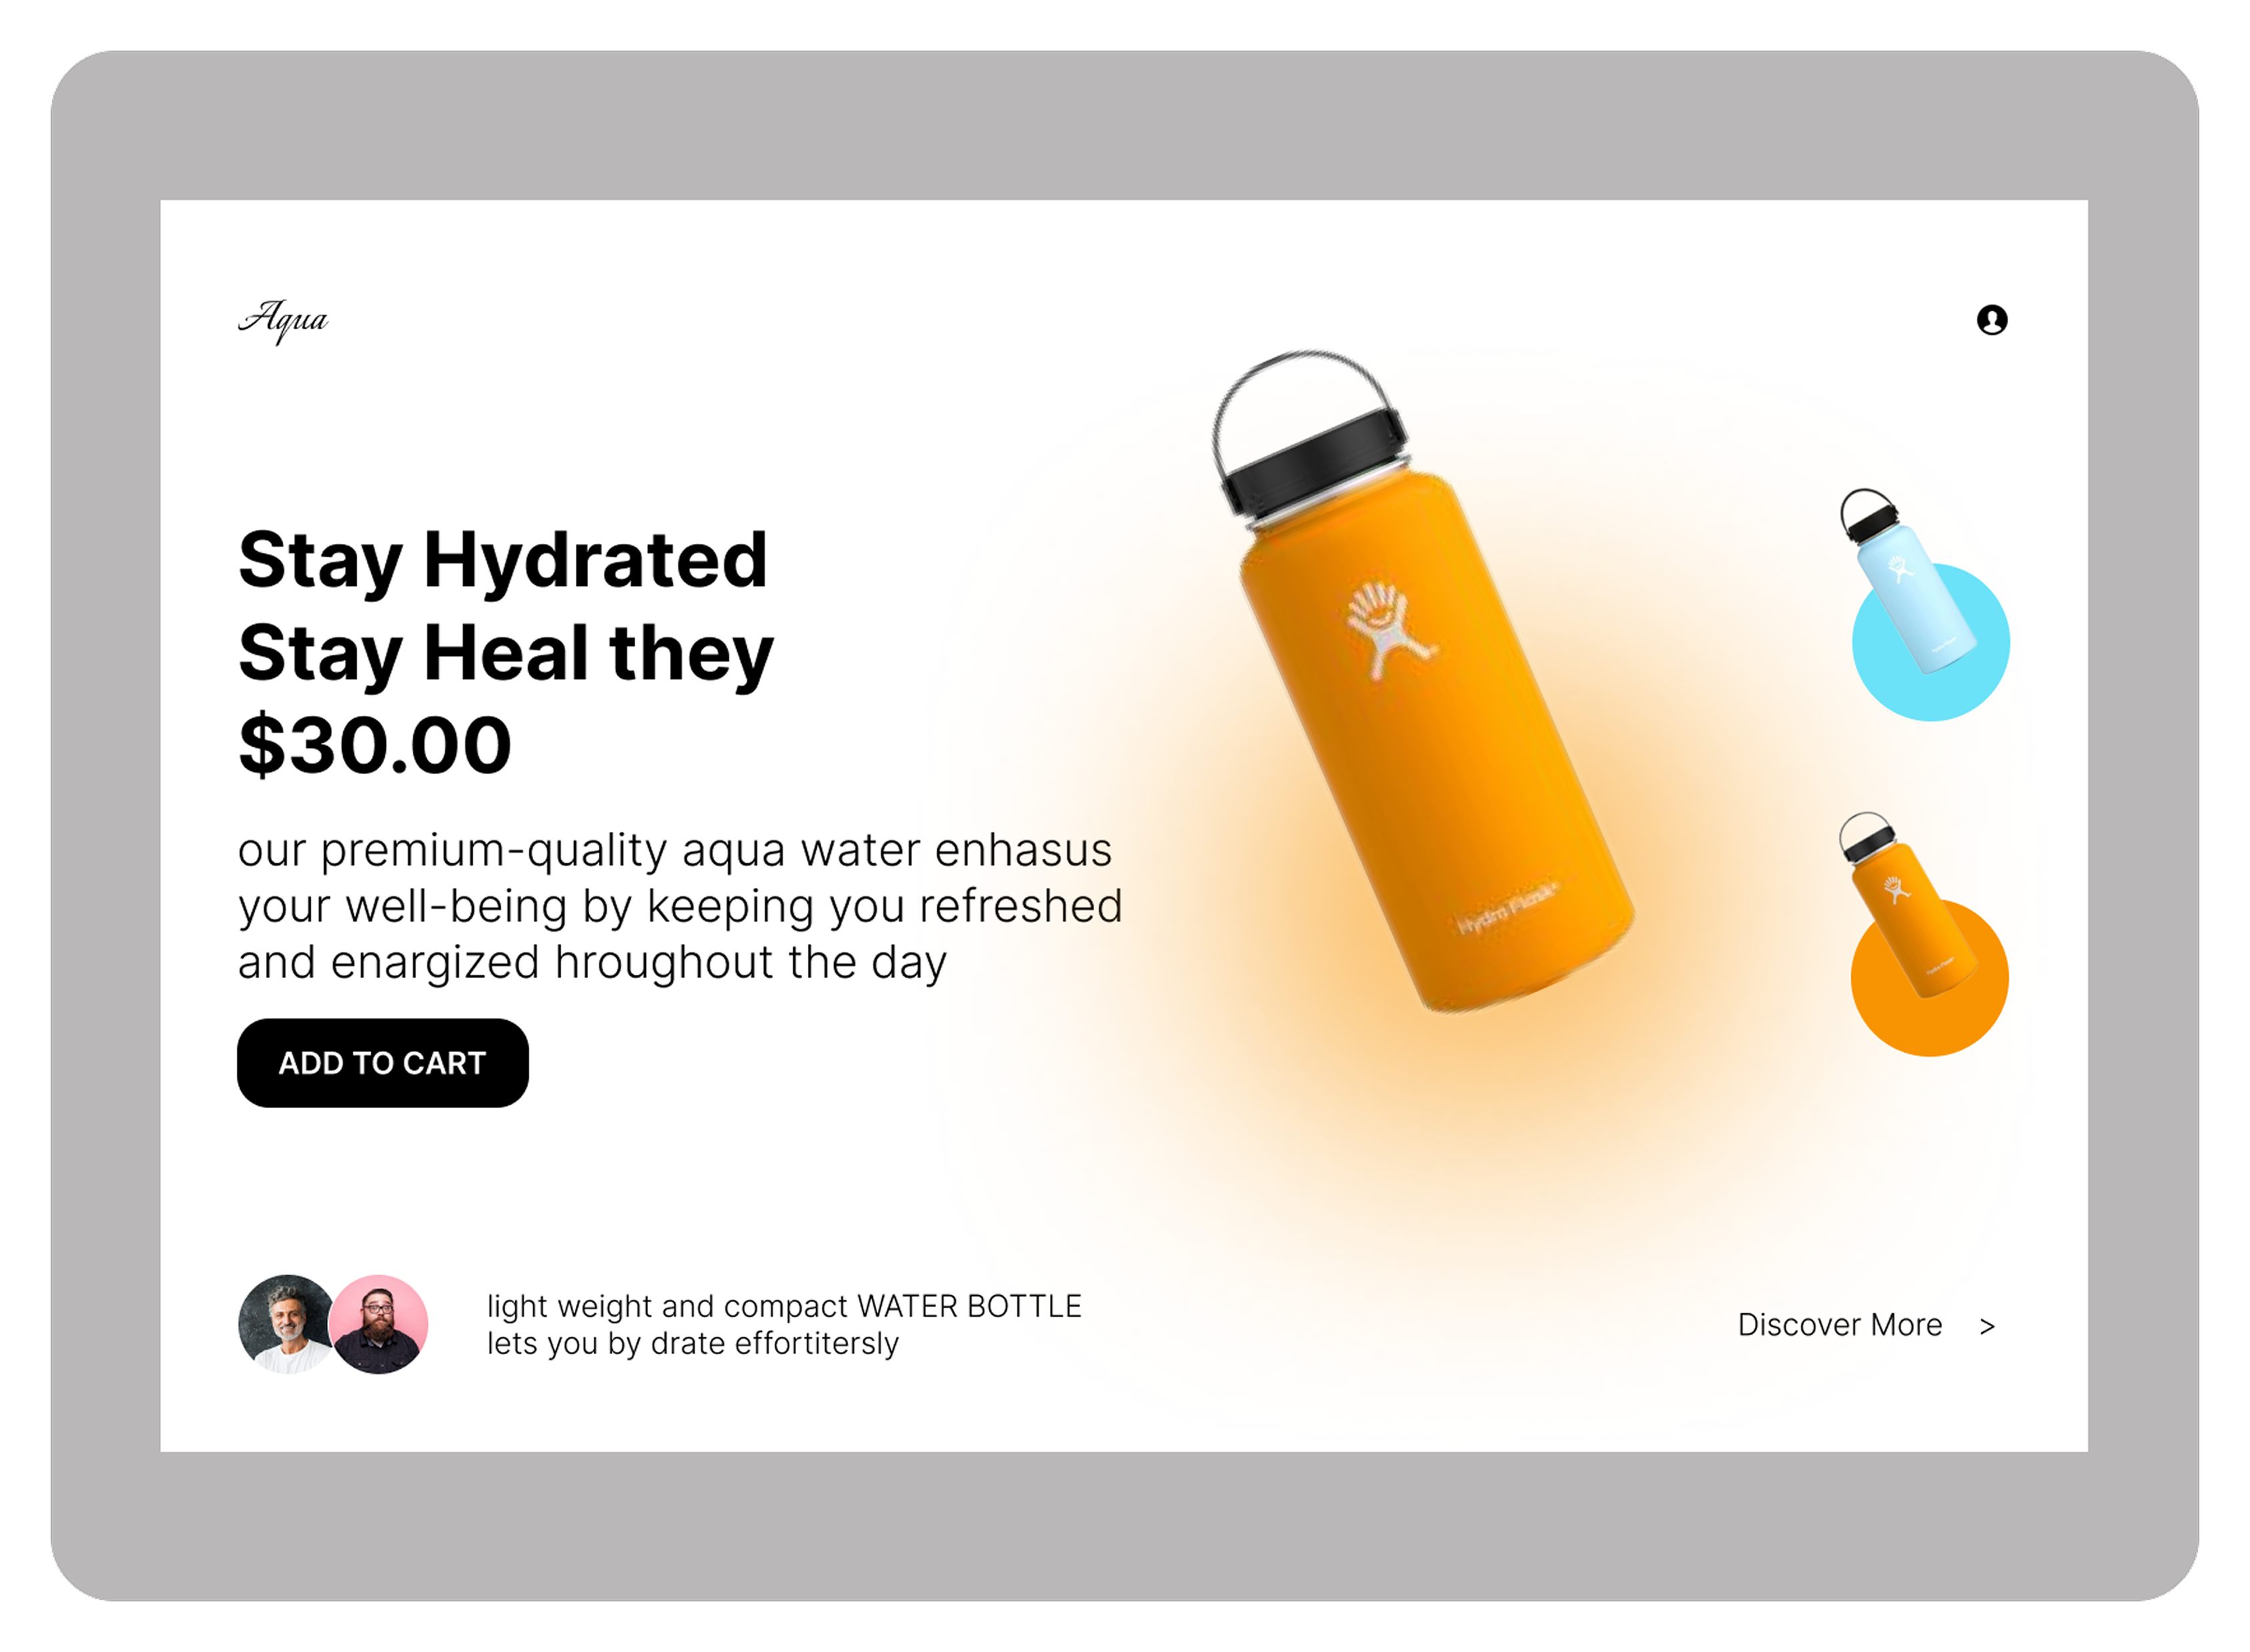 Aqua
Stay Hydrated
Stay Heal they
$30.00
our premium-quality aqua water enhasus
your well-being by keeping you refreshed
and enargized hroughout the day
ADD TO CART
Hydro Flask
light weight and compact WATER BOTTLE
lets you by drate effortitersly
Discover More >